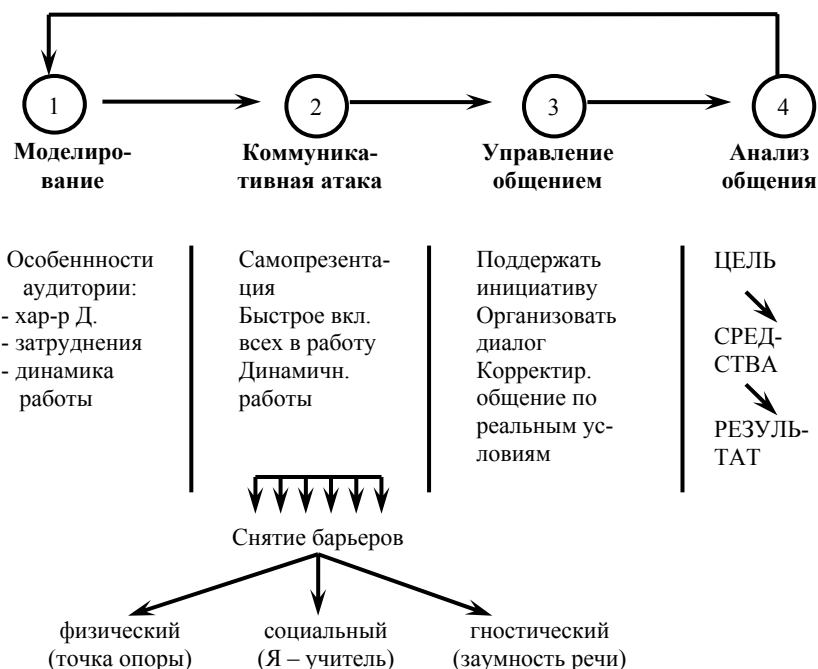 1
2
3
4
Моделиро-
вание
Коммуника-
тивная атака
Управление
общением
Анализ
общения
Особеннности
аудитории:
- хар-р Д.
- затруднения
- динамика
работы
Самопрезента-
ция
Быстрое вкл.
всех в работу
Динамичн.
работы
Поддержать
инициативу
Организовать
диалог
Корректир.
общение по
реальным ус-
ловиям
ЦЕЛЬ
СРЕД-
СТВА
РЕЗУЛЬ-
ТАТ
Снятие барьеров
физический
(точка опоры)
социальный
(Я – учитель)
гностический
(заумность речи)